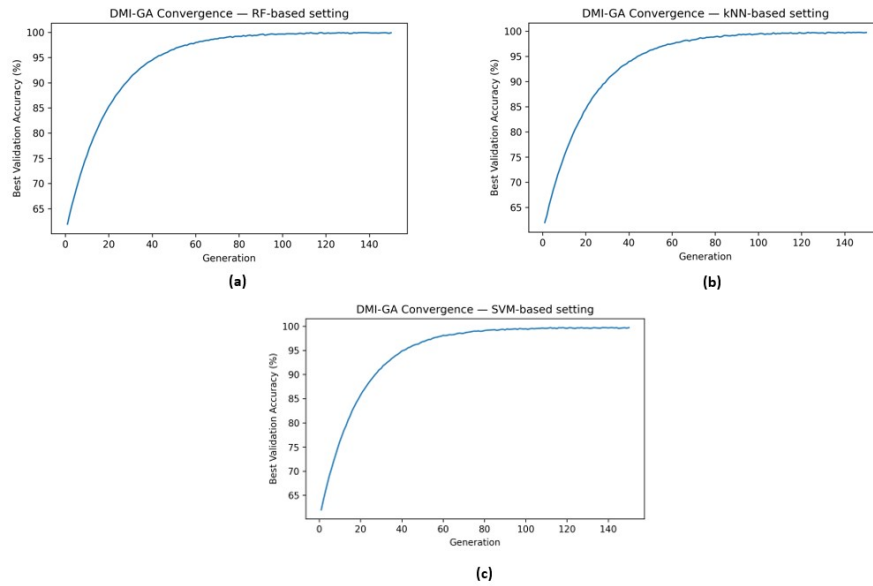 DMI-GA Convergence — RF-based setting
Best Validation Accuracy (%)
100
95
90
85
80
75
70
65
0 20 40 60 80 100 120 140
Generation
(a)
DMI-GA Convergence — kNN-based setting
Best Validation Accuracy (%)
100
95
90
85
80
75
70
65
0 20 40 60 80 100 120 140
Generation
(b)
DMI-GA Convergence — SVM-based setting
Best Validation Accuracy (%)
100
95
90
85
80
75
70
65
0 20 40 60 80 100 120 140
Generation
(c)